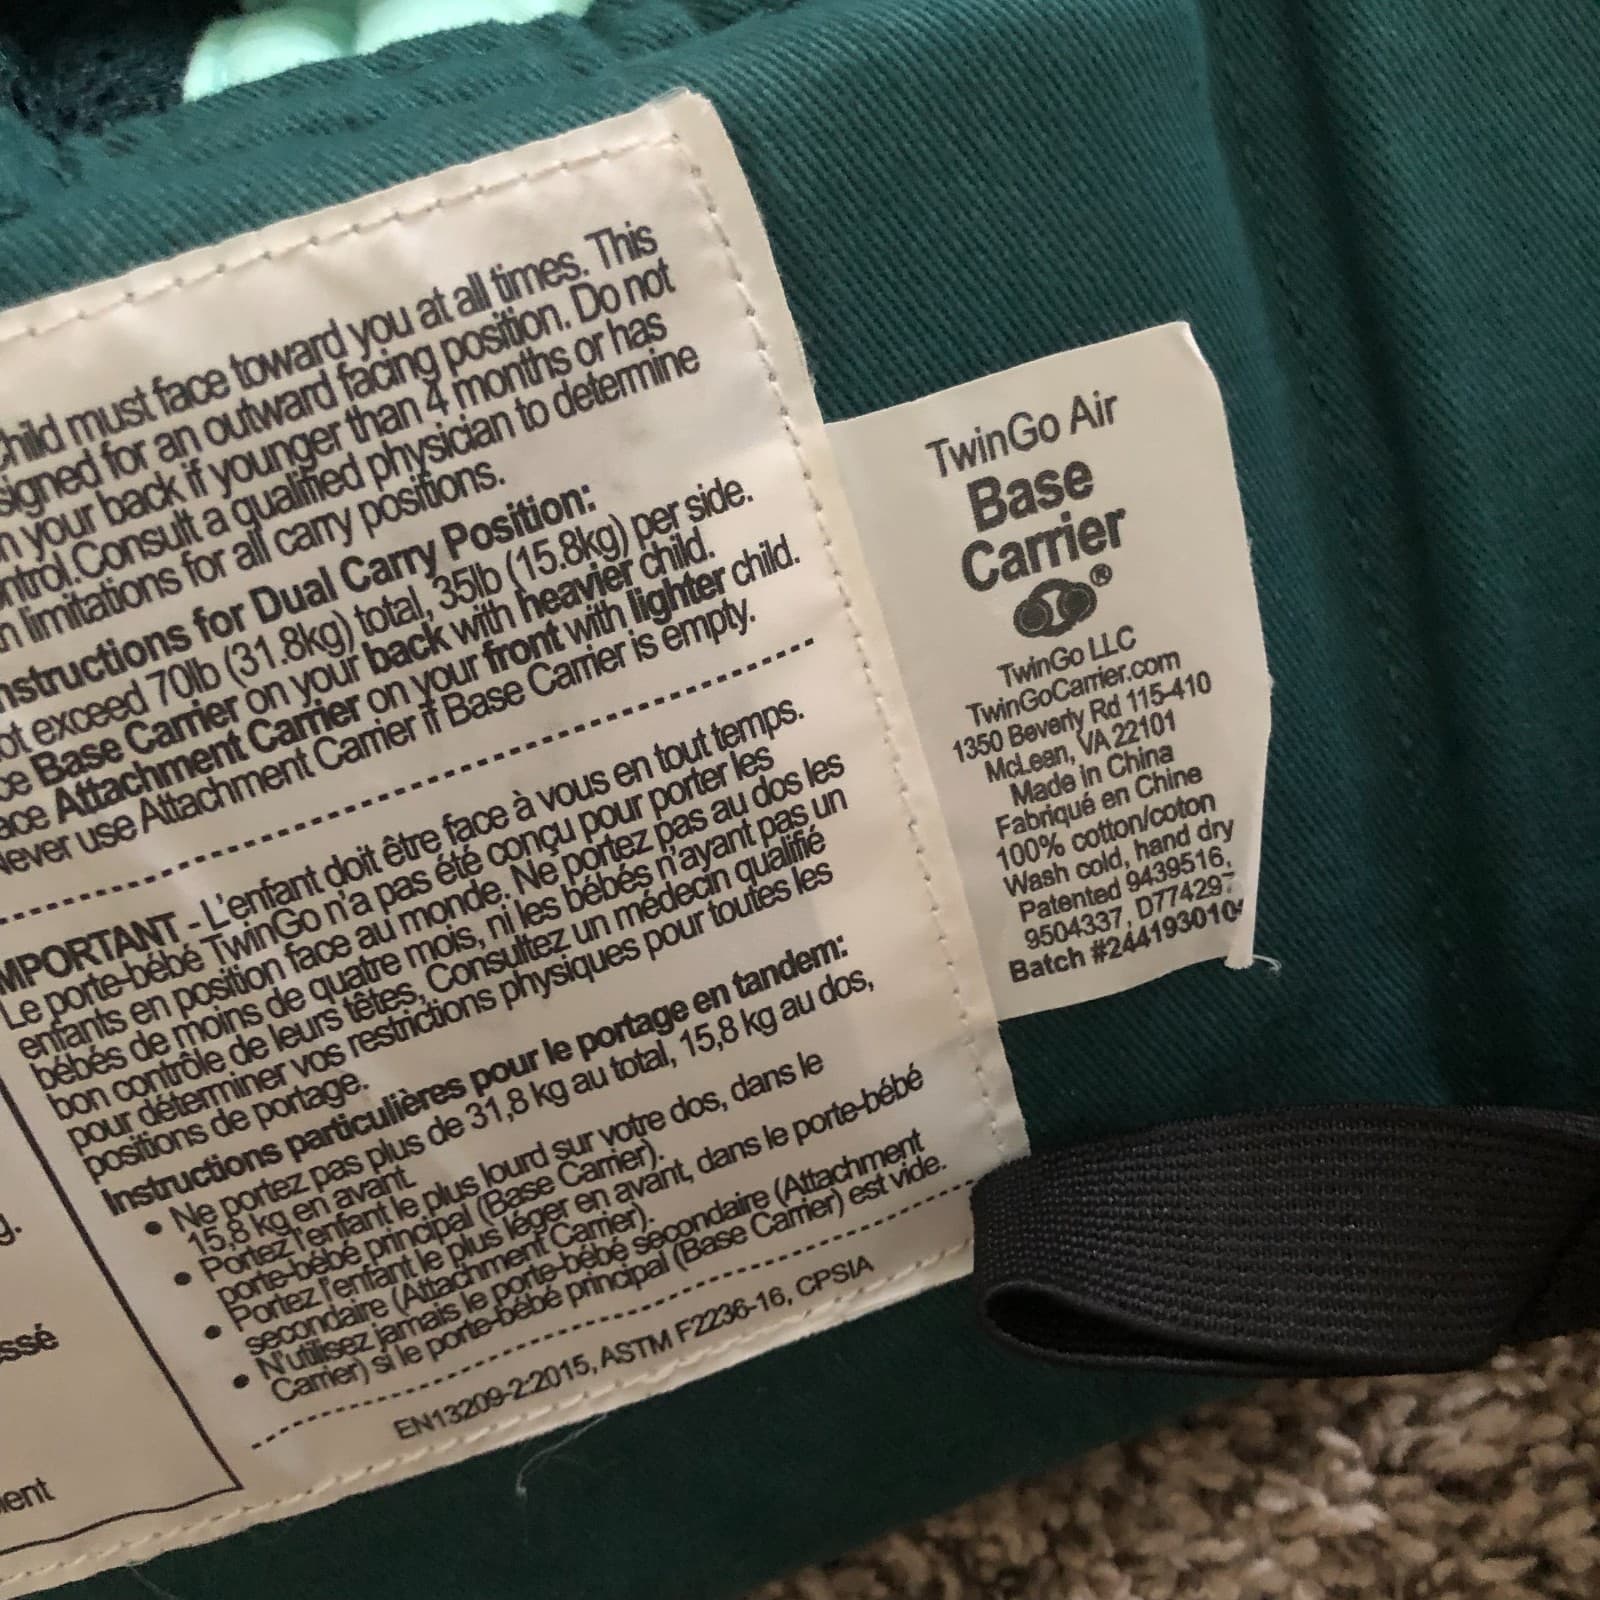 must face toward you at all times. This
for an outward facing position. Do not
your back if younger than 4 months or has
Consult a qualified physician to determine
limitations for all carry positions.
for Dual Carry Position:
exceed 70lb (31.8kg) total, 35lb (15.8kg) per side.
Base Carrier on your back with heavier child.
Attachment Carrier on your front with lighter child.
use Attachment Carrier if Base Carrier is empty.
- L'enfant doit être face à vous en tout temps.
Le porte-bébé TwinGo n'a pas été conçu pour porter les
enfants en position face au monde. Ne portez pas au dos les
bébés de moins de quatre mois, ni les bébés n'ayant pas un
bon contrôle de leurs têtes. Consultez un médecin qualifié
pour déterminer vos restrictions physiques pour toutes les
positions de portage.
Instructions particulières pour le portage en tandem:
• Ne portez pas plus de 31,8 kg au total, 15,8 kg au dos,
15,8 kg en avant.
• Portez l'enfant le plus lourd sur votre dos, dans le
porte-bébé principal (Base Carrier).
• Portez l'enfant le plus léger en avant, dans le porte-bébé
secondaire (Attachment Carrier).
• N'utilisez jamais le porte-bébé secondaire (Attachment
Carrier) si le porte-bébé principal (Base Carrier) est vide.
EN13209-2:2015, ASTM F2236-16, CPSIA
TwinGo Air
Base
Carrier
®
TwinGo LLC
TwinGoCarrier.com
1350 Beverly Rd 115-410
McLean, VA 22101
Made in China
Fabriqué en Chine
100% cotton/coton
Wash cold, hand dry
Patented 9439516,
9504337, D774297
Batch